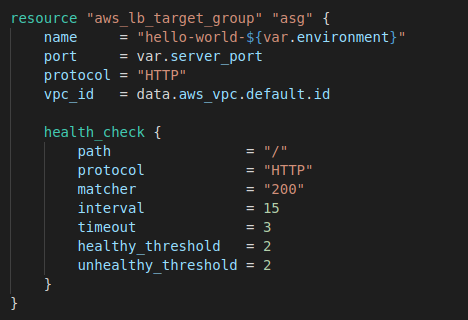 resource "aws_lb_target_group" "asg" {
    name     = "hello-world-${var.environment}"
    port     = var.server_port
    protocol = "HTTP"
    vpc_id   = data.aws_vpc.default.id

    health_check {
        path                = "/"
        protocol            = "HTTP"
        matcher             = "200"
        interval            = 15
        timeout             = 3
        healthy_threshold   = 2
        unhealthy_threshold = 2
    }
}